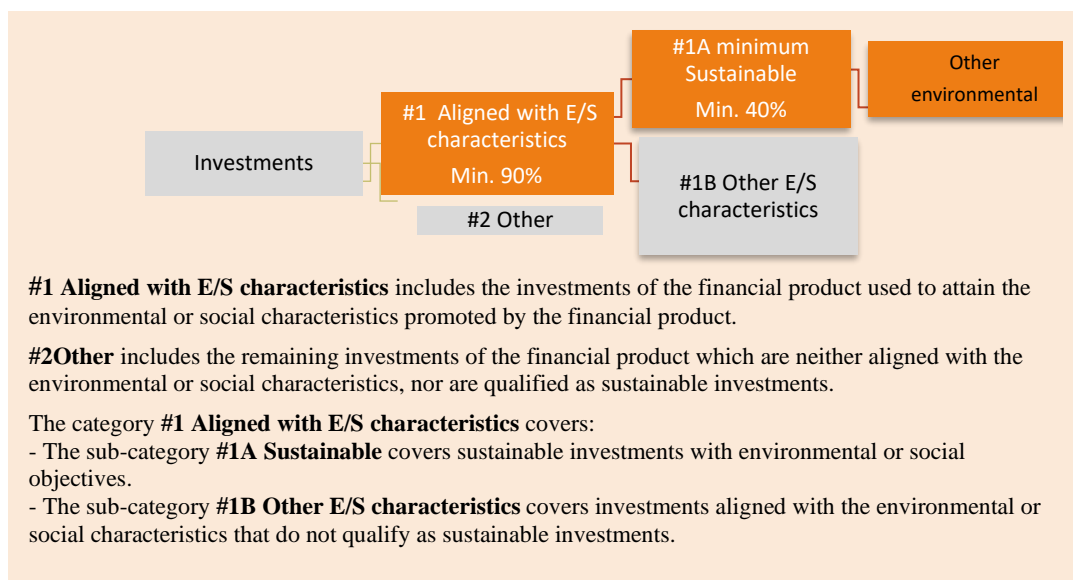 #1A minimum
Sustainable
Min. 40%
Other
environmental
#1 Aligned with E/S
characteristics
Min. 90%
Investments
#1B Other E/S
characteristics
#2 Other
#1 Aligned with E/S characteristics includes the investments of the financial product used to attain the
environmental or social characteristics promoted by the financial product.
#2Other includes the remaining investments of the financial product which are neither aligned with the
environmental or social characteristics, nor are qualified as sustainable investments.
The category #1 Aligned with E/S characteristics covers:
- The sub-category #1A Sustainable covers sustainable investments with environmental or social
objectives.
- The sub-category #1B Other E/S characteristics covers investments aligned with the environmental or
social characteristics that do not qualify as sustainable investments.